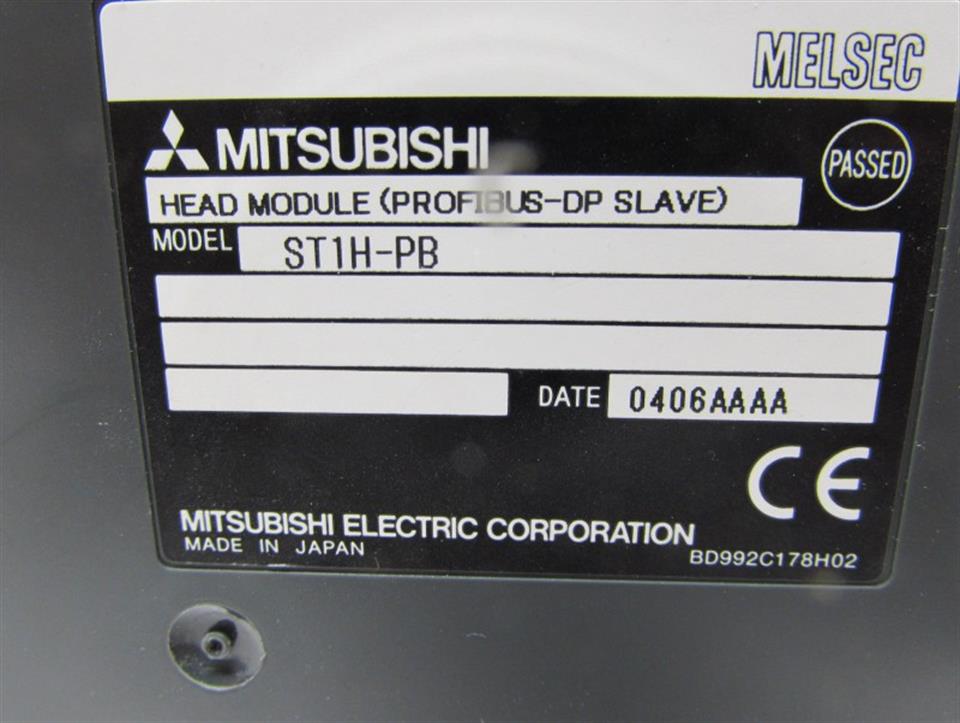 MELSEC
MITSUBISHI
PASSED
HEAD MODULE (PROFIBUS-DP SLAVE)
MODEL ST1H-PB
DATE 0406AAAA
CE
MITSUBISHI ELECTRIC CORPORATION
MADE IN JAPAN
BD992C178H02